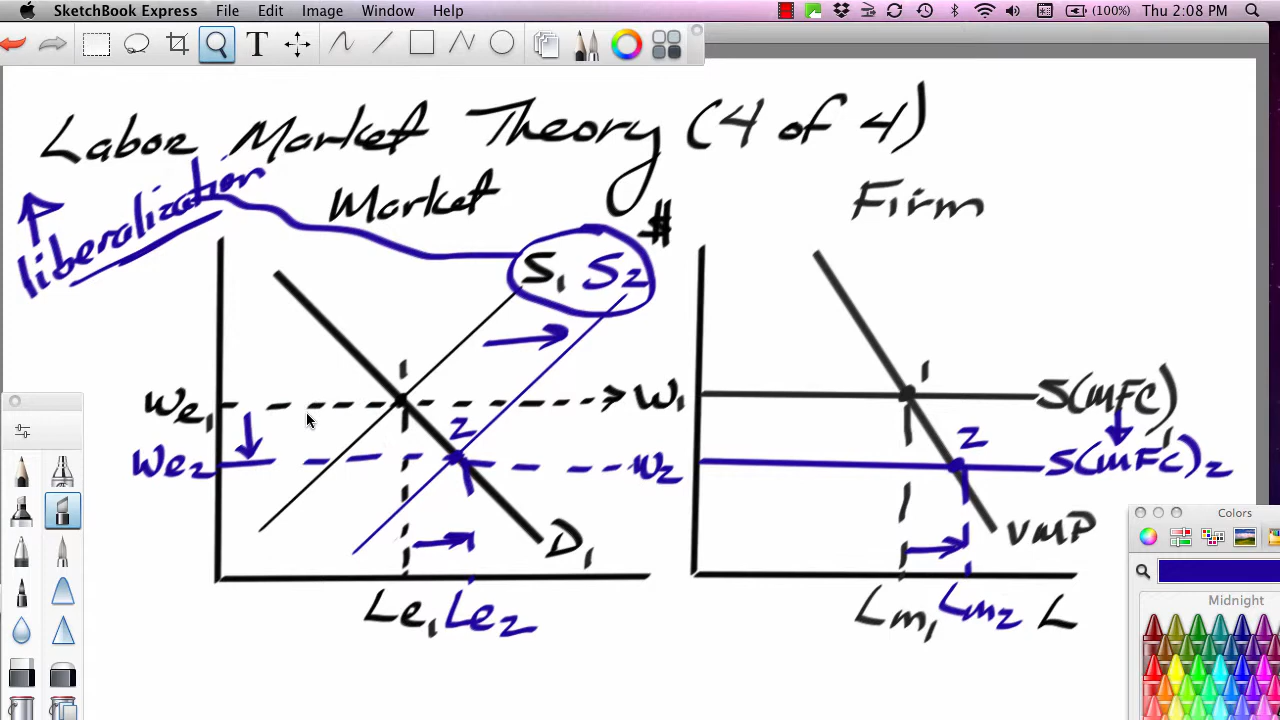 SketchBook Express File Edit Image Window Help (100%) Thu 2:08 PM
T
Labor Market Theory (4 of 4)
liberalization
Market
Firm
$
S1 S2
We1
W1
S(MFC)1
2
2
We2
W2
S(MFC)2
D1
VMP
Le1 Le2
Lm1 Lm2 L
Colors
Midnight